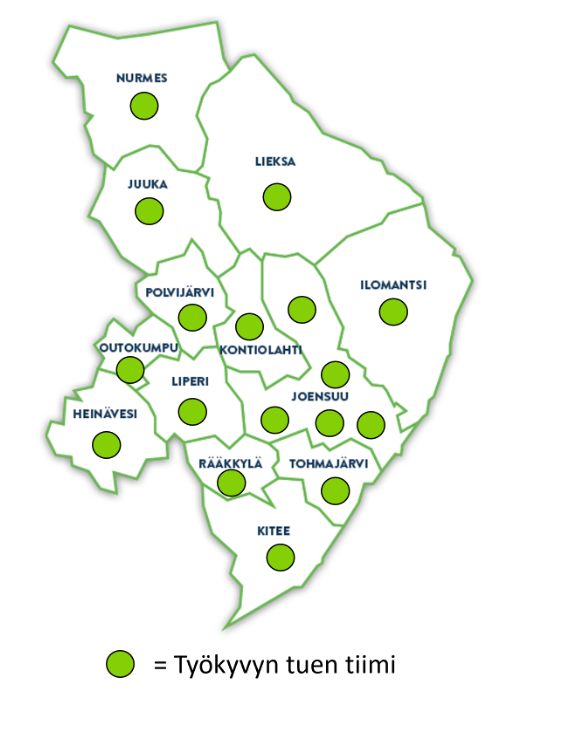 NURMES
LIEKSA
JUUKA
ILOMANTSI
POLVIJÄRVI
OUTOKUMPU
KONTIOLAHTI
LIPERI
JOENSUU
HEINÄVESI
RÄÄKKYLÄ
TOHMAJÄRVI
KITEE
= Työkyvyn tuen tiimi